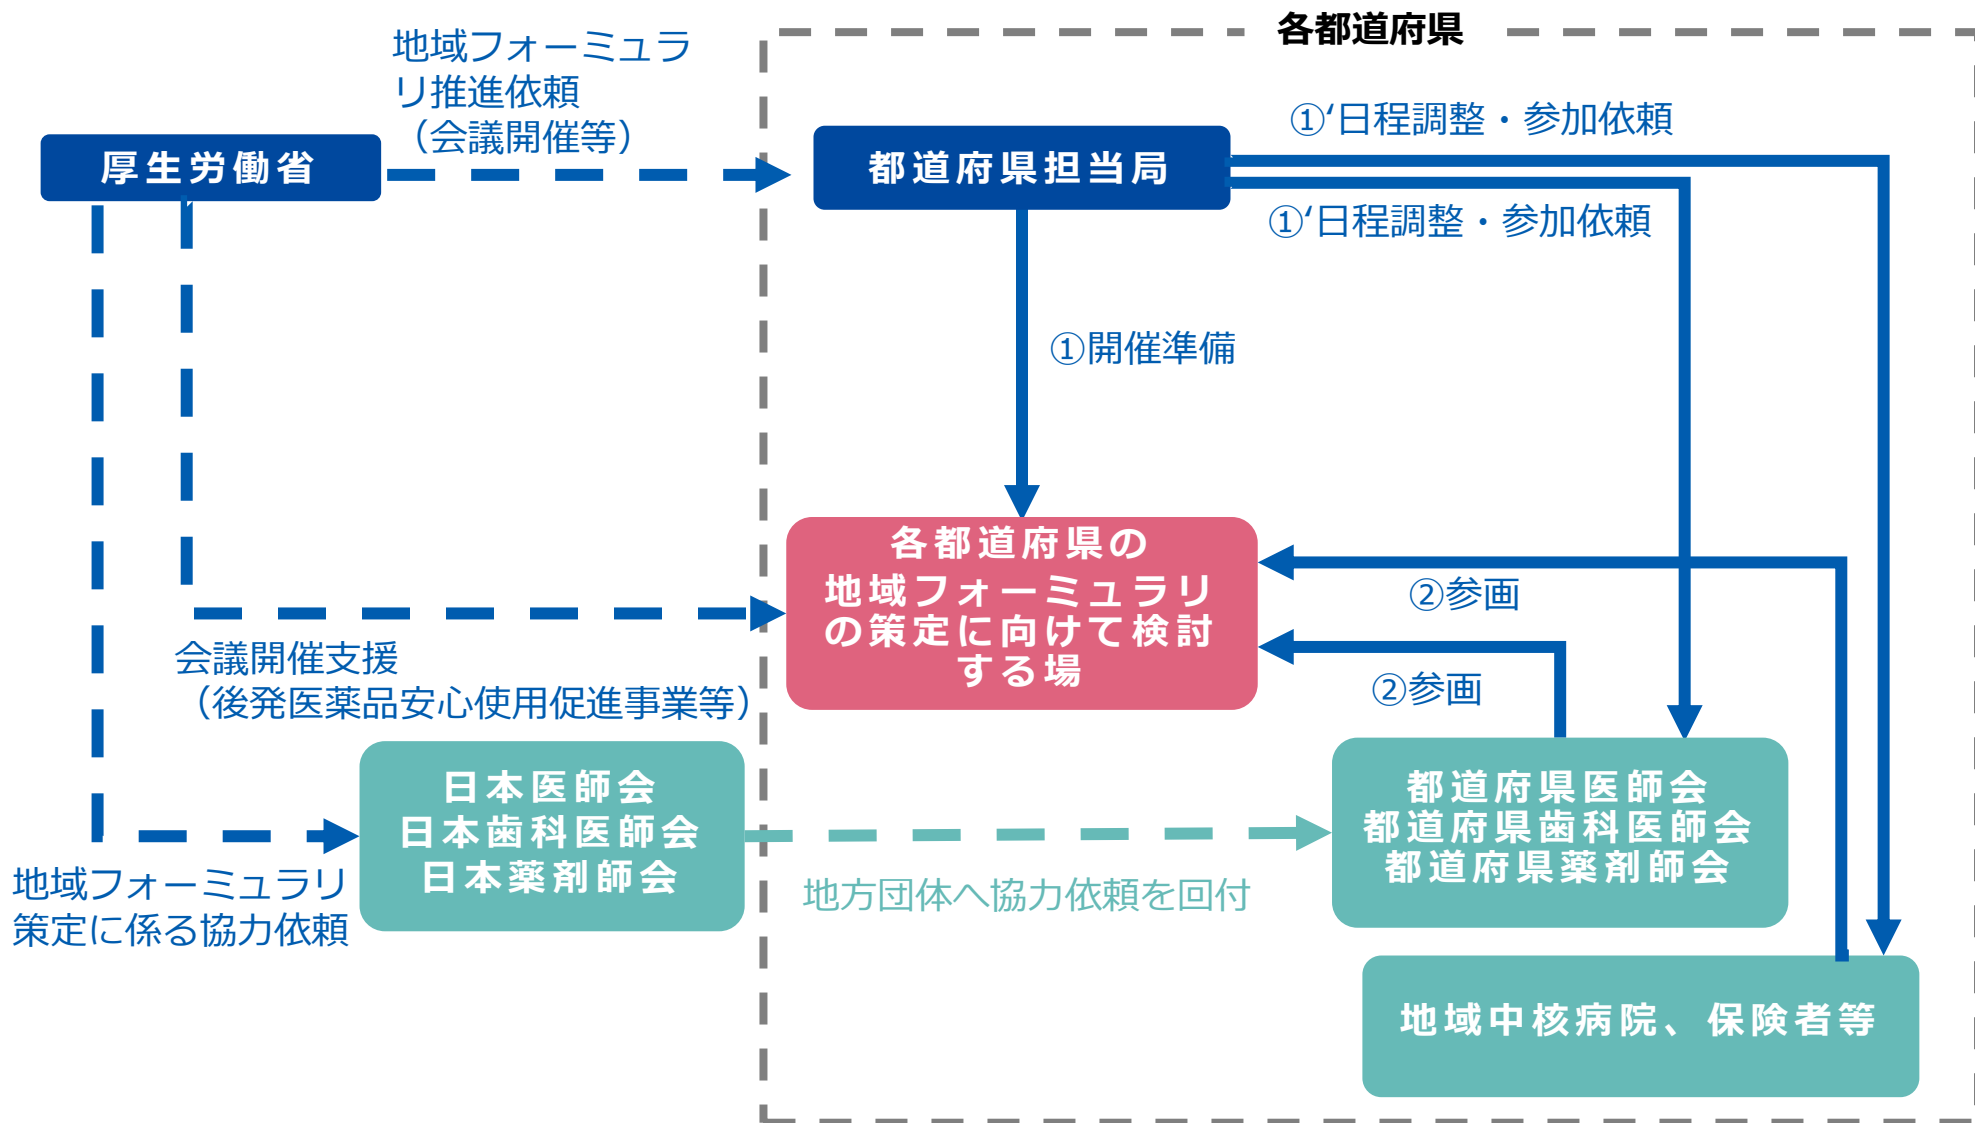 各都道府県
地域フォーミュラ
リ推進依頼
（会議開催等）
厚生労働省
都道府県担当局
①‘日程調整・参加依頼
①‘日程調整・参加依頼
①開催準備
各都道府県の
地域フォーミュラリ
の策定に向けて検討
する場
②参画
②参画
会議開催支援
（後発医薬品安心使用促進事業等）
日本医師会
日本歯科医師会
日本薬剤師会
都道府県医師会
都道府県歯科医師会
都道府県薬剤師会
地域フォーミュラリ
策定に係る協力依頼
地方団体へ協力依頼を回付
地域中核病院、保険者等